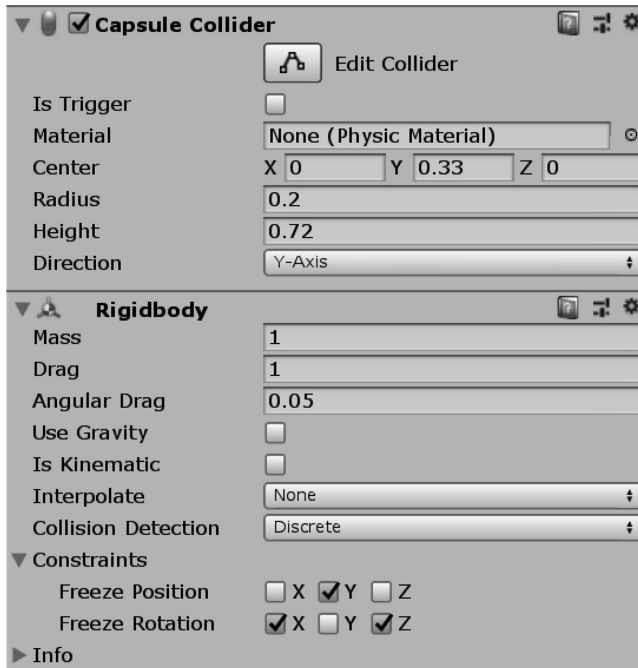 Capsule Collider
Edit Collider
Is Trigger
Material None (Physic Material)
Center X 0 Y 0.33 Z 0
Radius 0.2
Height 0.72
Direction Y-Axis
Rigidbody
Mass 1
Drag 1
Angular Drag 0.05
Use Gravity
Is Kinematic
Interpolate None
Collision Detection Discrete
Constraints
Freeze Position X Y Z
Freeze Rotation X Y Z
Info